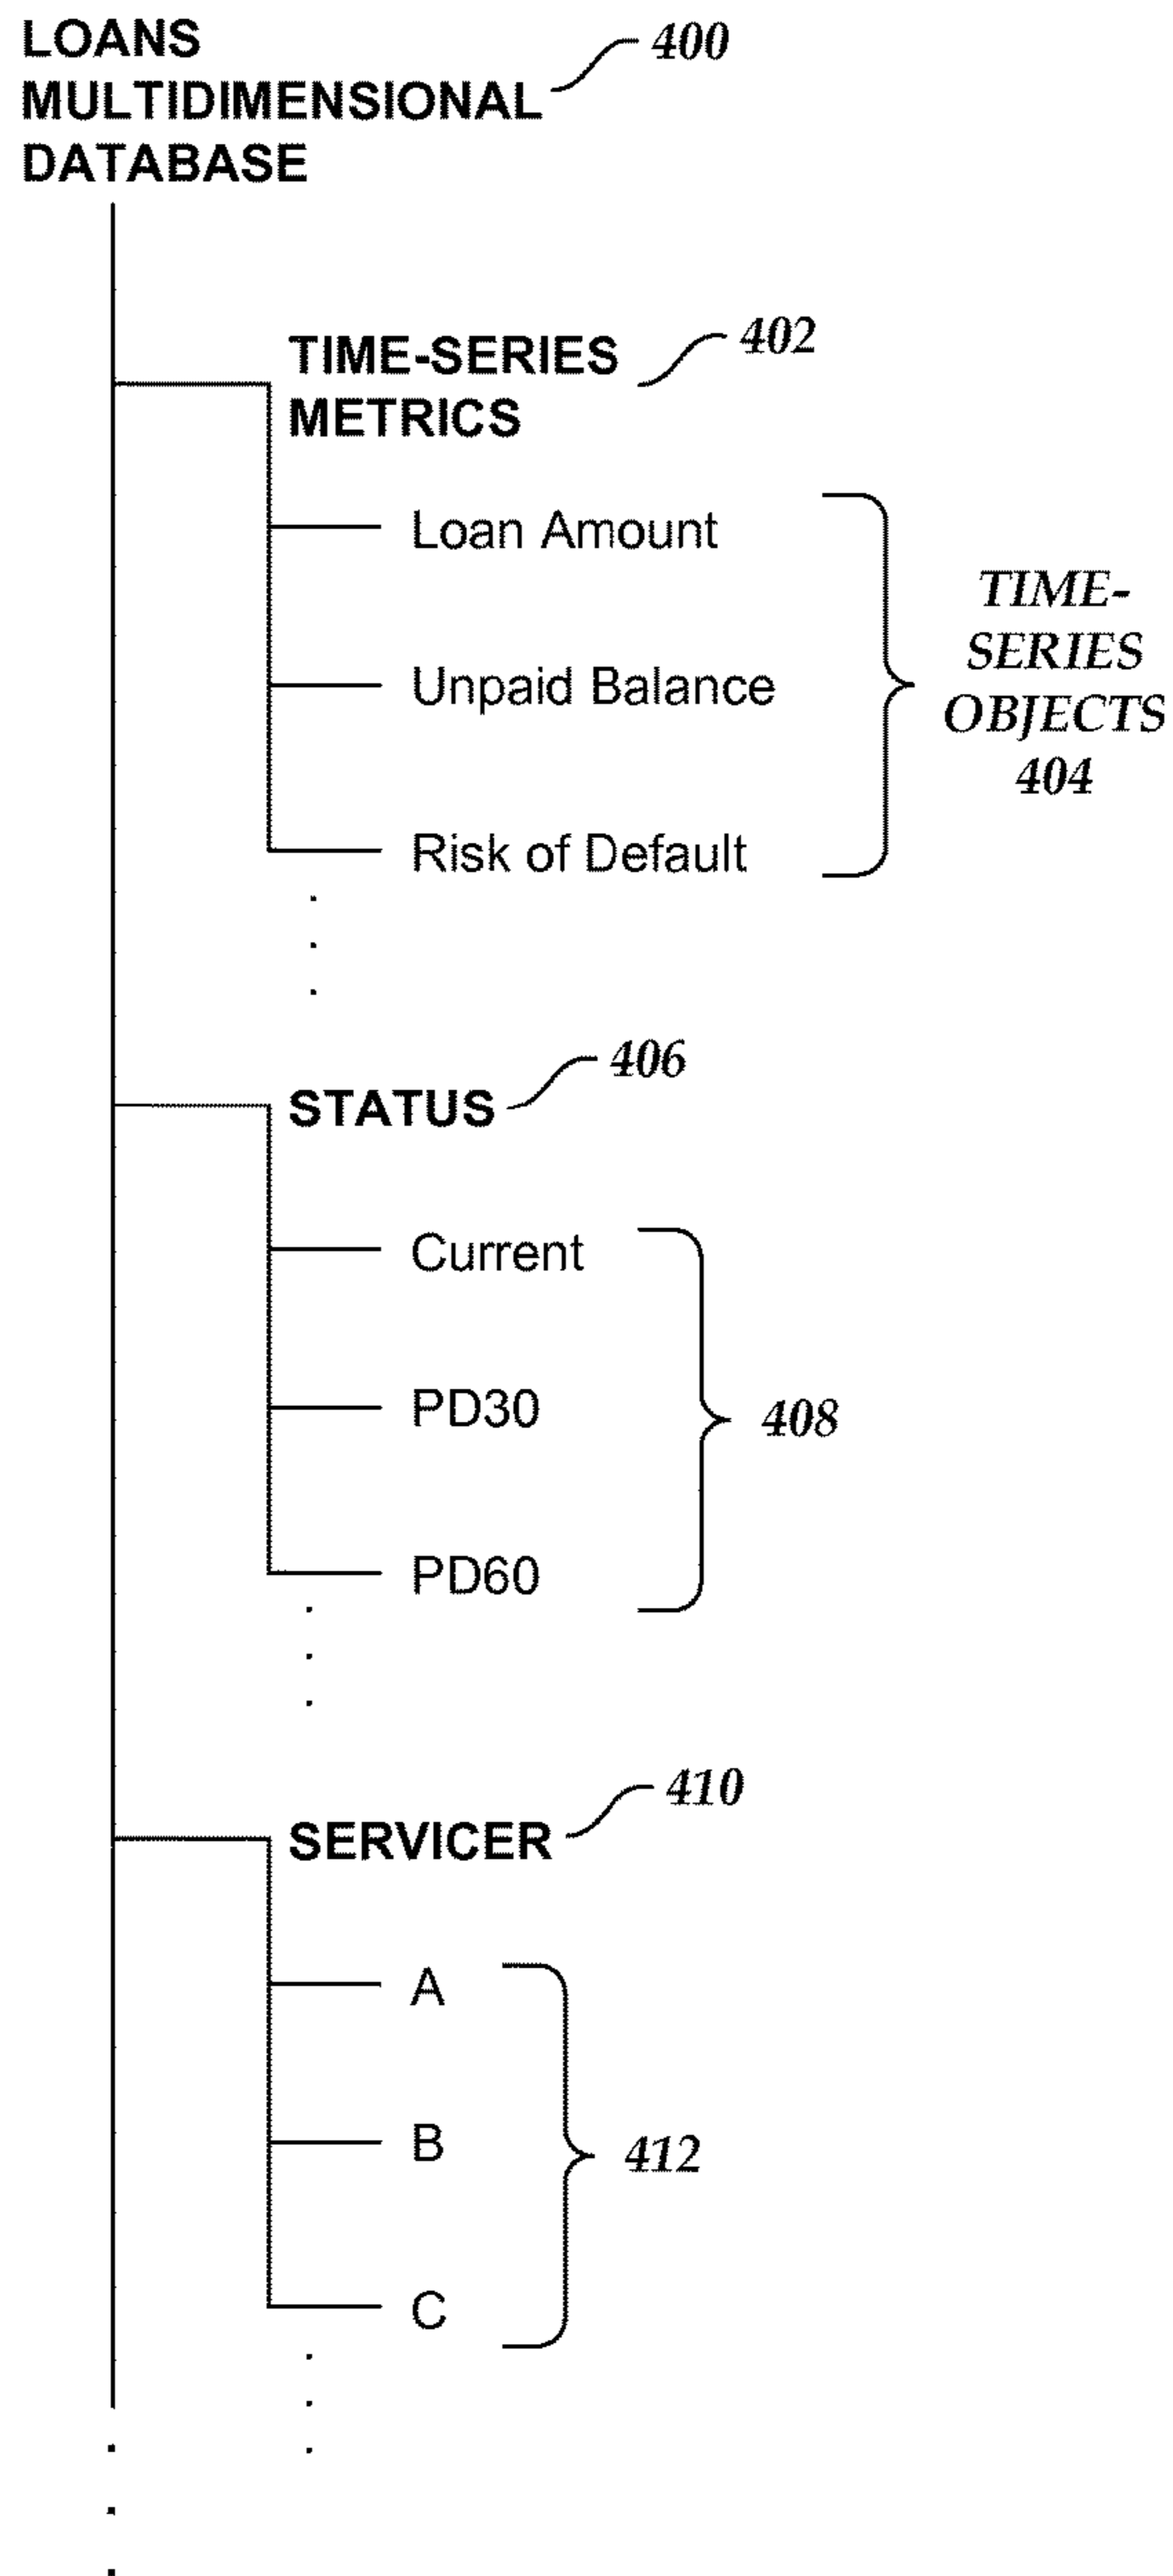 LOANS
MULTIDIMENSIONAL
DATABASE
400
TIME-SERIES
METRICS
402
Loan Amount
Unpaid Balance
Risk of Default
TIME-
SERIES
OBJECTS
404
STATUS
406
Current
PD30
PD60
408
SERVICER
410
A
B
C
412